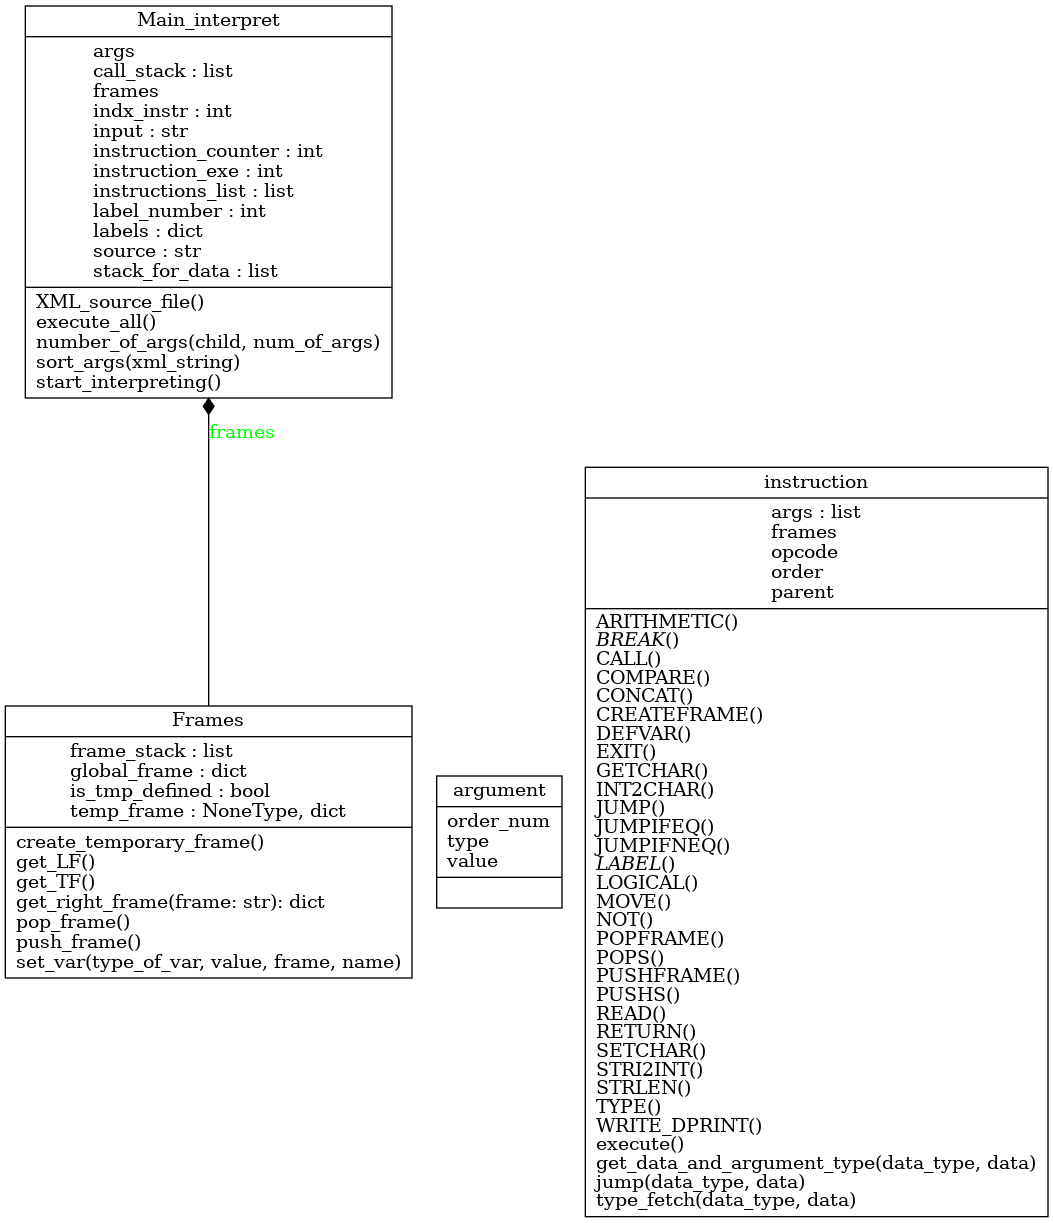 Main_interpret
args
call_stack : list
frames
indx_instr : int
input : str
instruction_counter : int
instruction_exe : int
instructions_list : list
label_number : int
labels : dict
source : str
stack_for_data : list
XML_source_file()
execute_all()
number_of_args(child, num_of_args)
sort_args(xml_string)
start_interpreting()
frames
Frames
frame_stack : list
global_frame : dict
is_tmp_defined : bool
temp_frame : NoneType, dict
create_temporary_frame()
get_LF()
get_TF()
get_right_frame(frame: str): dict
pop_frame()
push_frame()
set_var(type_of_var, value, frame, name)
argument
order_num
type
value
instruction
args : list
frames
opcode
order
parent
ARITHMETIC()
BREAK()
CALL()
COMPARE()
CONCAT()
CREATEFRAME()
DEFVAR()
EXIT()
GETCHAR()
INT2CHAR()
JUMP()
JUMPIFEQ()
JUMPIFNEQ()
LABEL()
LOGICAL()
MOVE()
NOT()
POPFRAME()
POPS()
PUSHFRAME()
PUSHS()
READ()
RETURN()
SETCHAR()
STRI2INT()
STRLEN()
TYPE()
WRITE_DPRINT()
execute()
get_data_and_argument_type(data_type, data)
jump(data_type, data)
type_fetch(data_type, data)